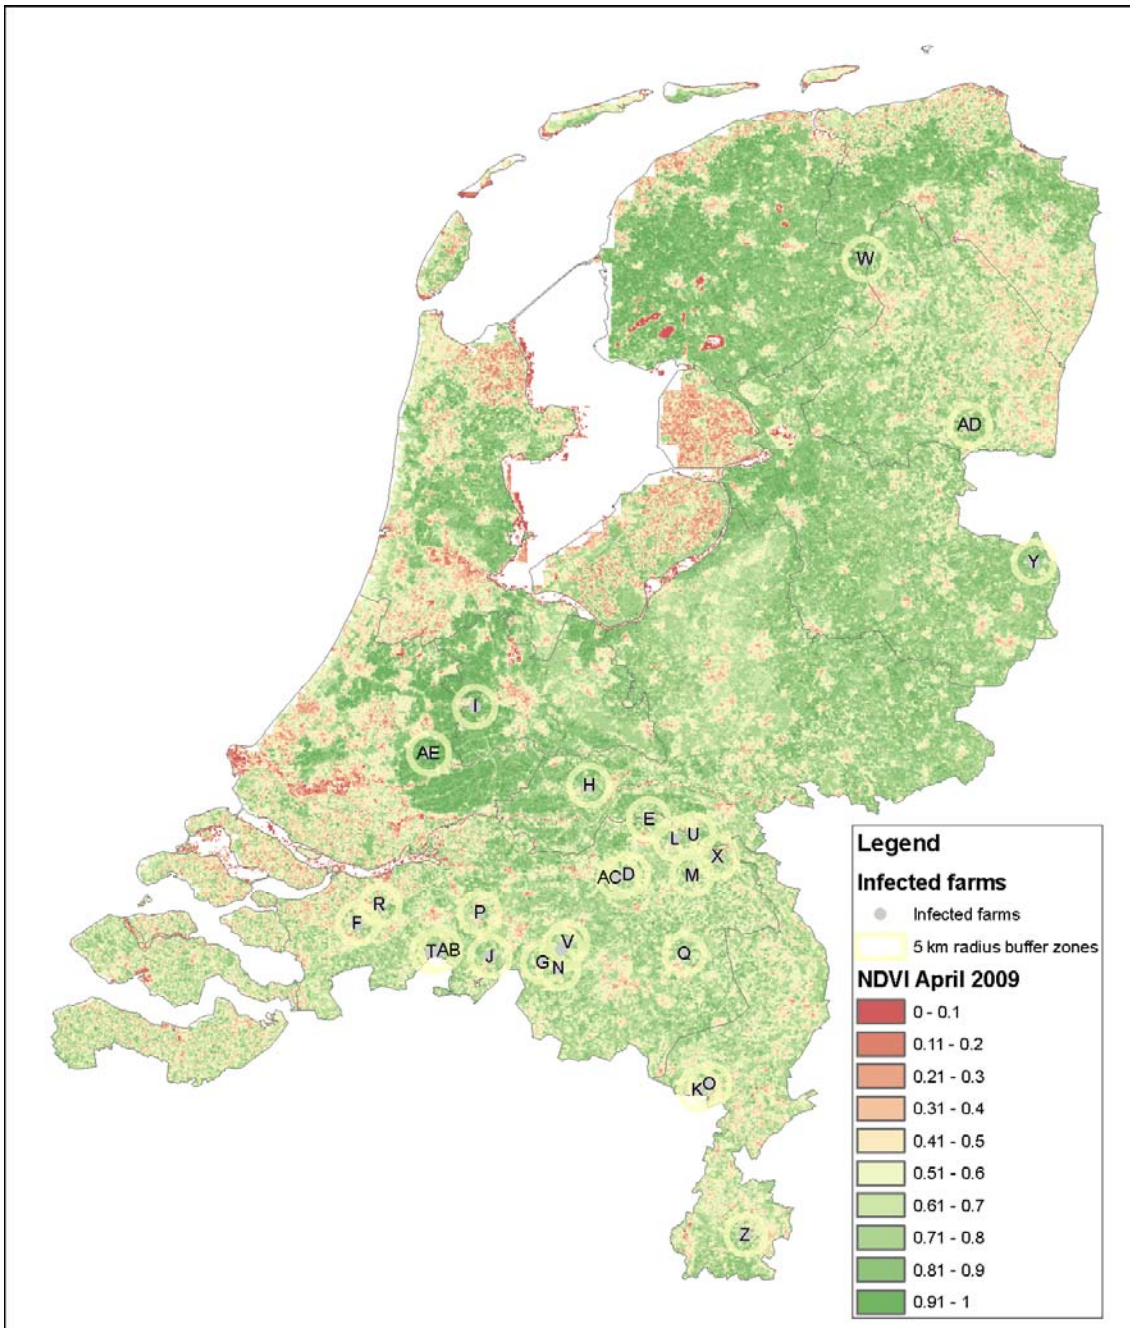 W
AD
Y
I
AE
H
E
L U
X
ACD M
R
F P
TAB J V
G N
Q
KO
Z
Legend
Infected farms
Infected farms
5 km radius buffer zones
NDVI April 2009
0 - 0.1
0.11 - 0.2
0.21 - 0.3
0.31 - 0.4
0.41 - 0.5
0.51 - 0.6
0.61 - 0.7
0.71 - 0.8
0.81 - 0.9
0.91 - 1